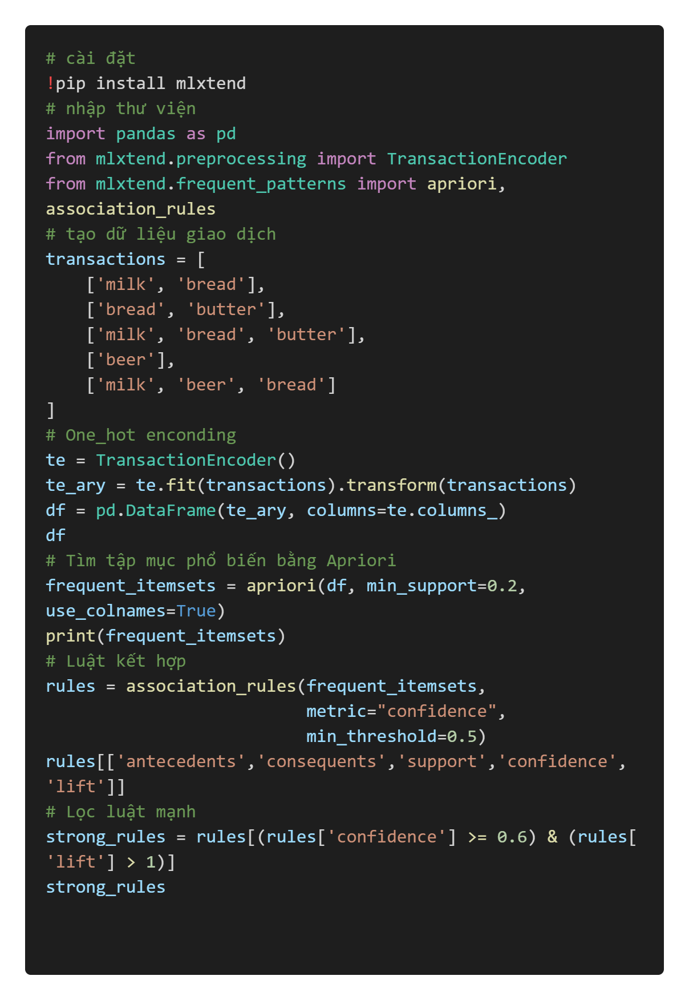 # cài đặt
!pip install mlxtend
# nhập thư viện
import pandas as pd
from mlxtend.preprocessing import TransactionEncoder
from mlxtend.frequent_patterns import apriori,
association_rules
# tạo dữ liệu giao dịch
transactions = [
    ['milk', 'bread'],
    ['bread', 'butter'],
    ['milk', 'bread', 'butter'],
    ['beer'],
    ['milk', 'beer', 'bread']
]
# One_hot enconding
te = TransactionEncoder()
te_ary = te.fit(transactions).transform(transactions)
df = pd.DataFrame(te_ary, columns=te.columns_)
df
# Tìm tập mục phổ biến bằng Apriori
frequent_itemsets = apriori(df, min_support=0.2,
use_colnames=True)
print(frequent_itemsets)
# Luật kết hợp
rules = association_rules(frequent_itemsets,
                          metric="confidence",
                          min_threshold=0.5)
rules[['antecedents','consequents','support','confidence',
'lift']]
# Lọc luật mạnh
strong_rules = rules[(rules['confidence'] >= 0.6) & (rules[
'lift'] > 1)]
strong_rules